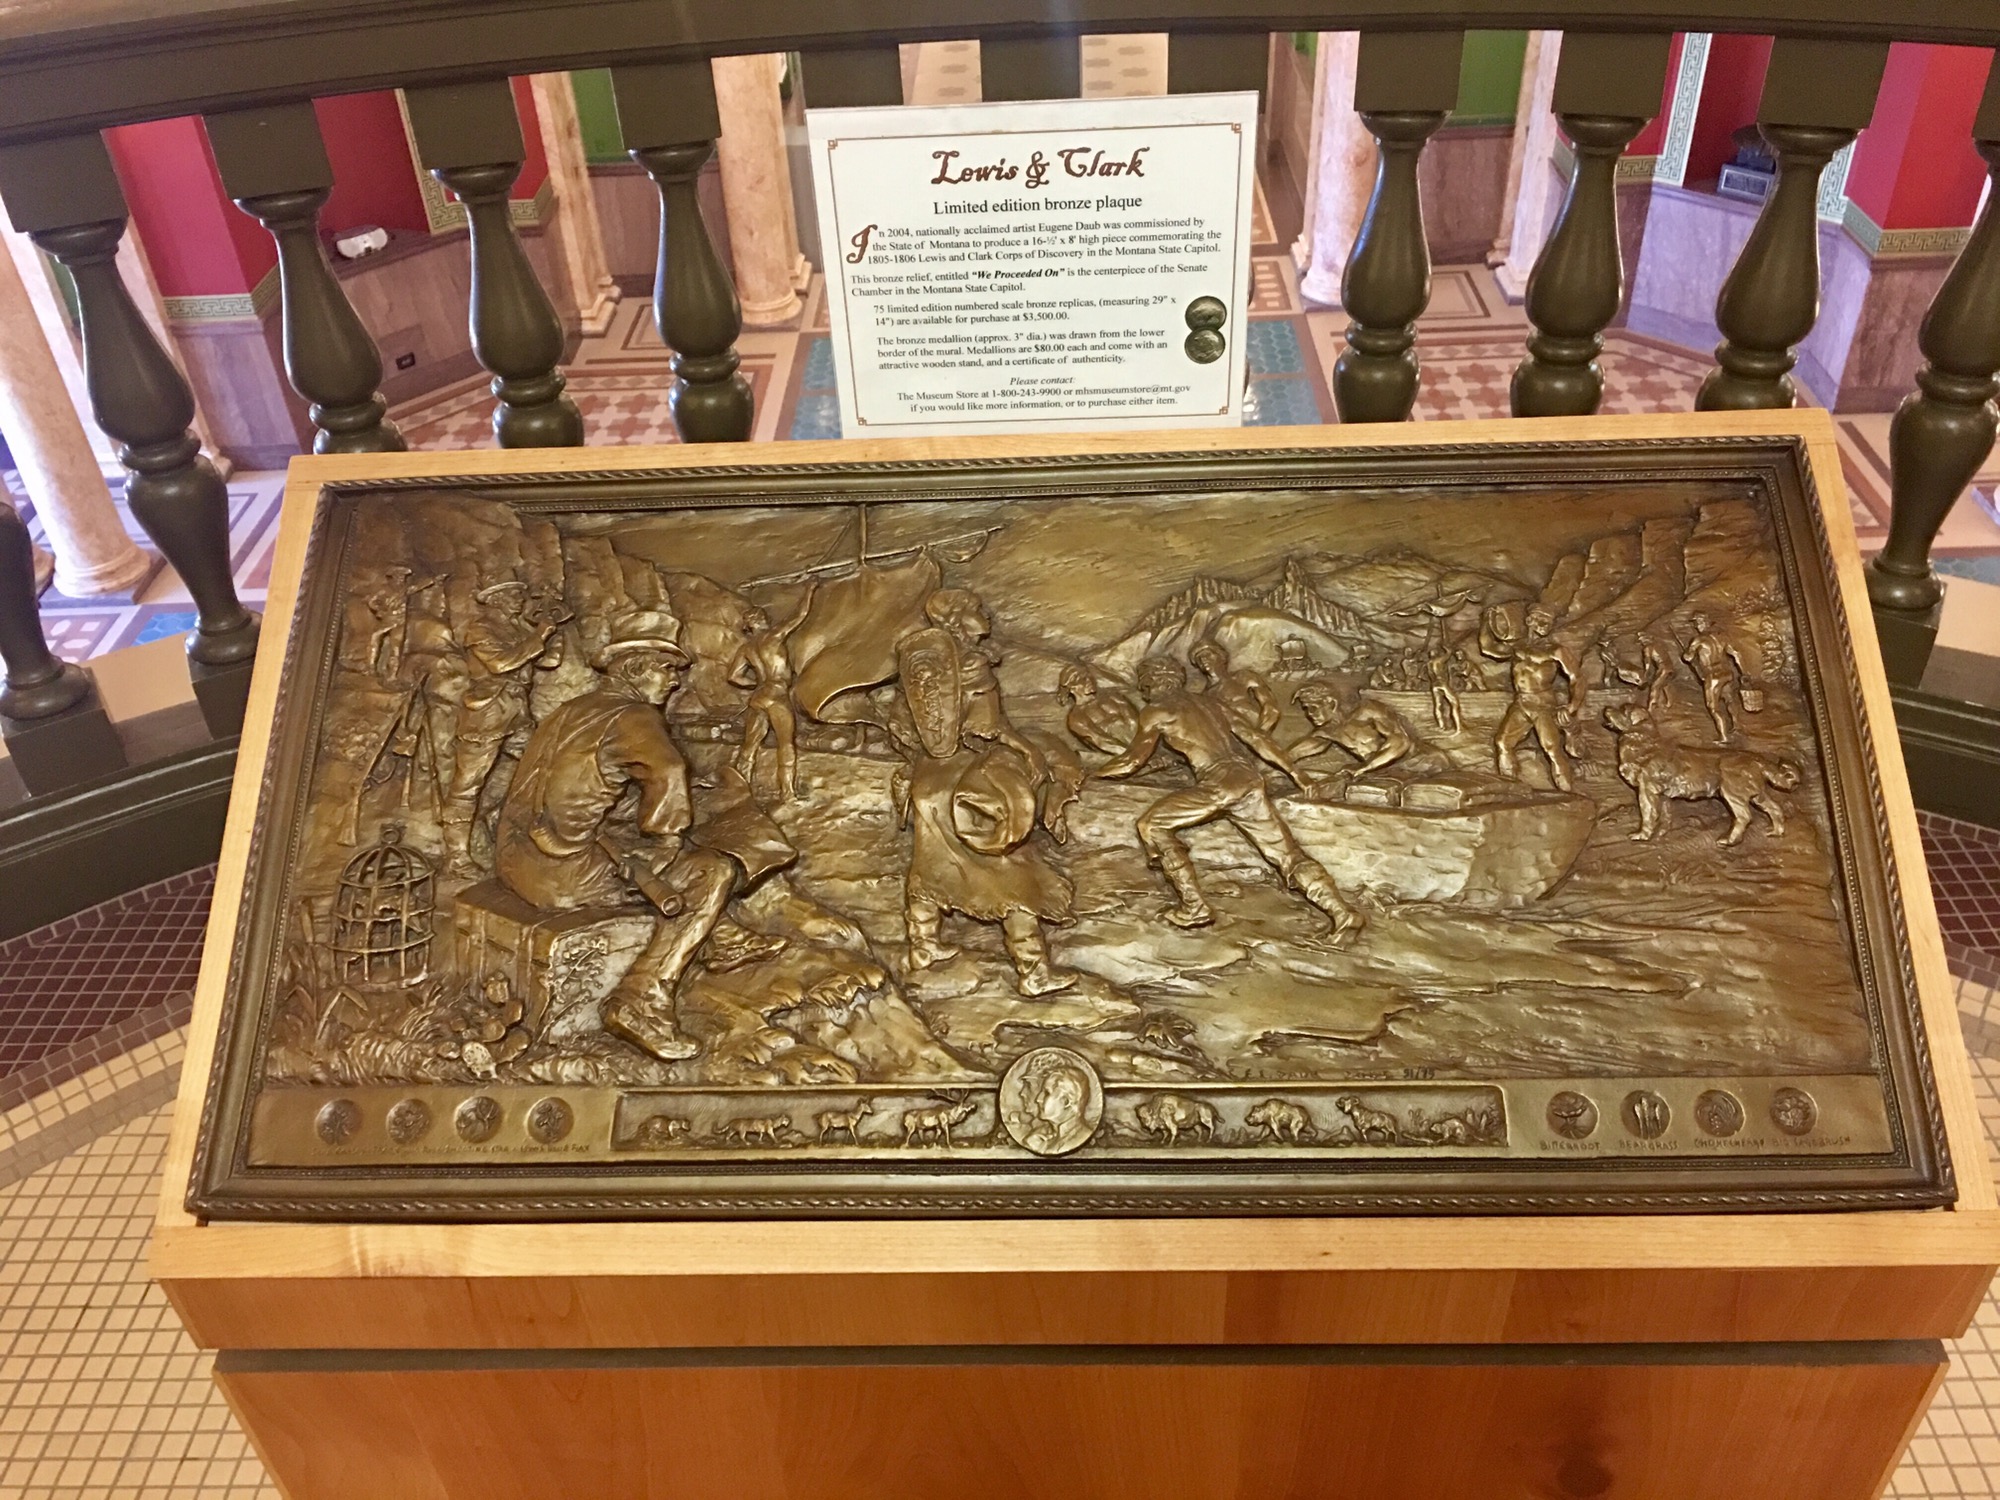 Lewis & Clark
Limited edition bronze plaque
In 2004, nationally acclaimed artist Eugene Daub was commissioned by
the State of Montana to produce a 16-½' x 8' high piece commemorating the
1805-1806 Lewis and Clark Corps of Discovery in the Montana State Capitol.
This bronze relief, entitled "We Proceeded On" is the centerpiece of the Senate
Chamber in the Montana State Capitol.
75 limited edition numbered scale bronze replicas, (measuring 29" x
14") are available for purchase at $3,500.00.
The bronze medallion (approx. 3" dia.) was drawn from the lower
border of the mural. Medallions are $80.00 each and come with an
attractive wooden stand, and a certificate of authenticity.
Please contact:
The Museum Store at 1-800-243-9900 or mhsmuseumstore@mt.gov
if you would like more information, or to purchase either item.
51/75
BITTERROOT BEARGRASS CHOKECHERRY BIG SAGEBRUSH